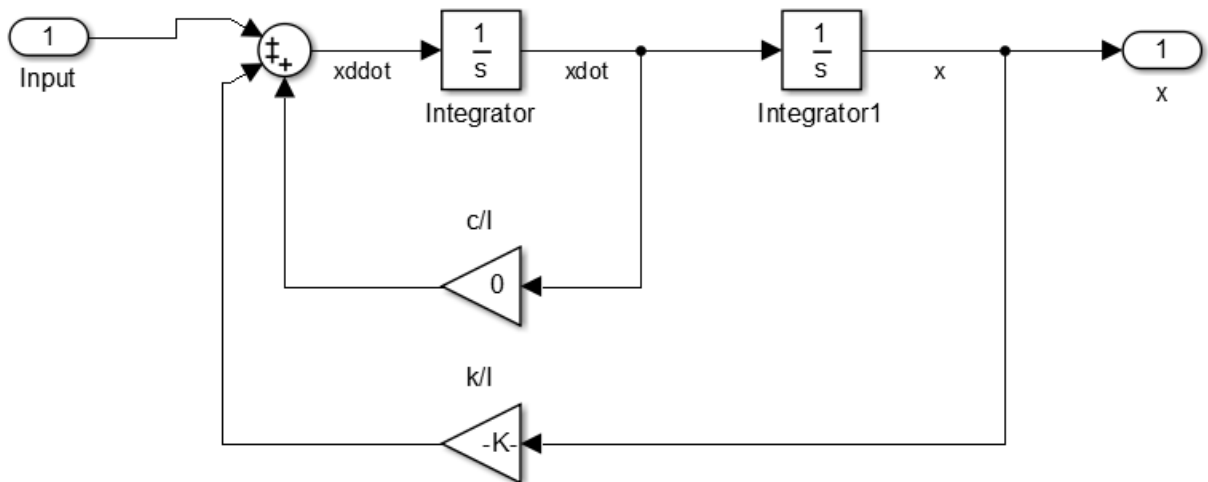 1
Input
+
+
+
xddot
1
s
Integrator
xdot
1
s
Integrator1
x
1
x
c/I
0
k/I
-K-